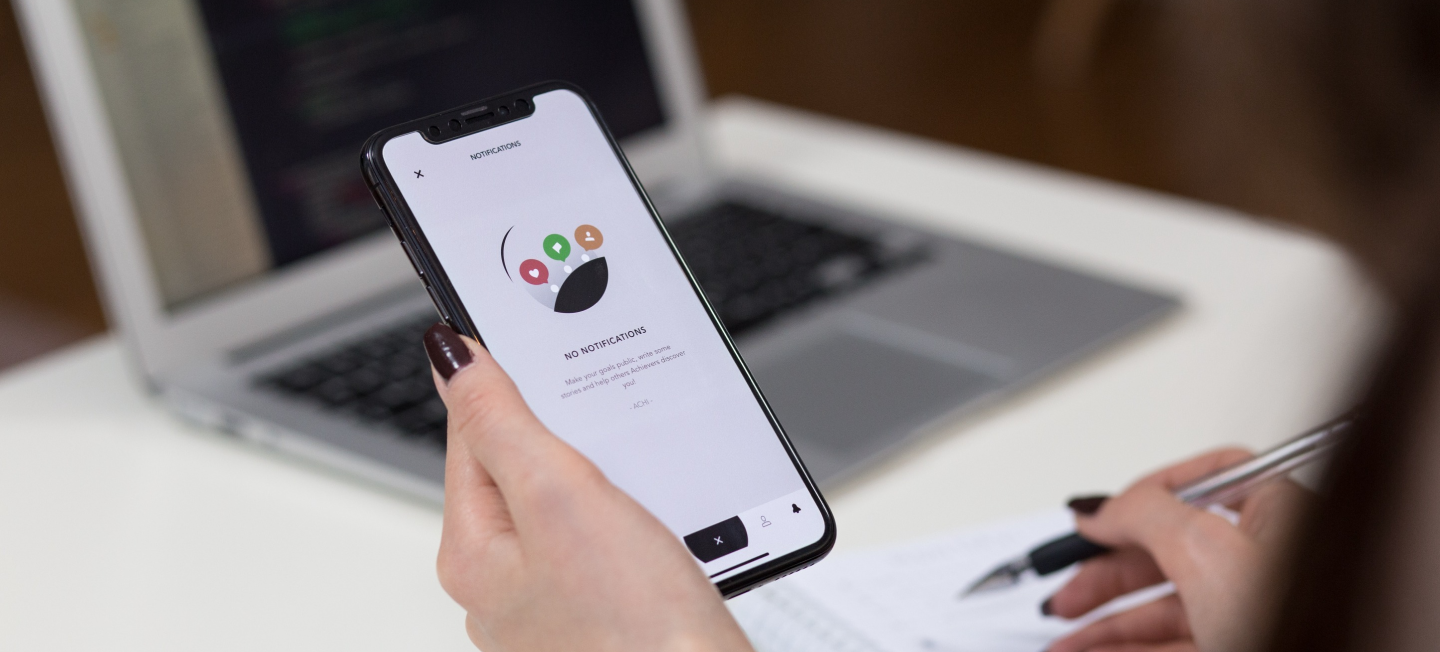 NOTIFICATIONS
NO NOTIFICATIONS
Make your goals public, write some
stories and help others Achievers discover
you!
- ACHI -